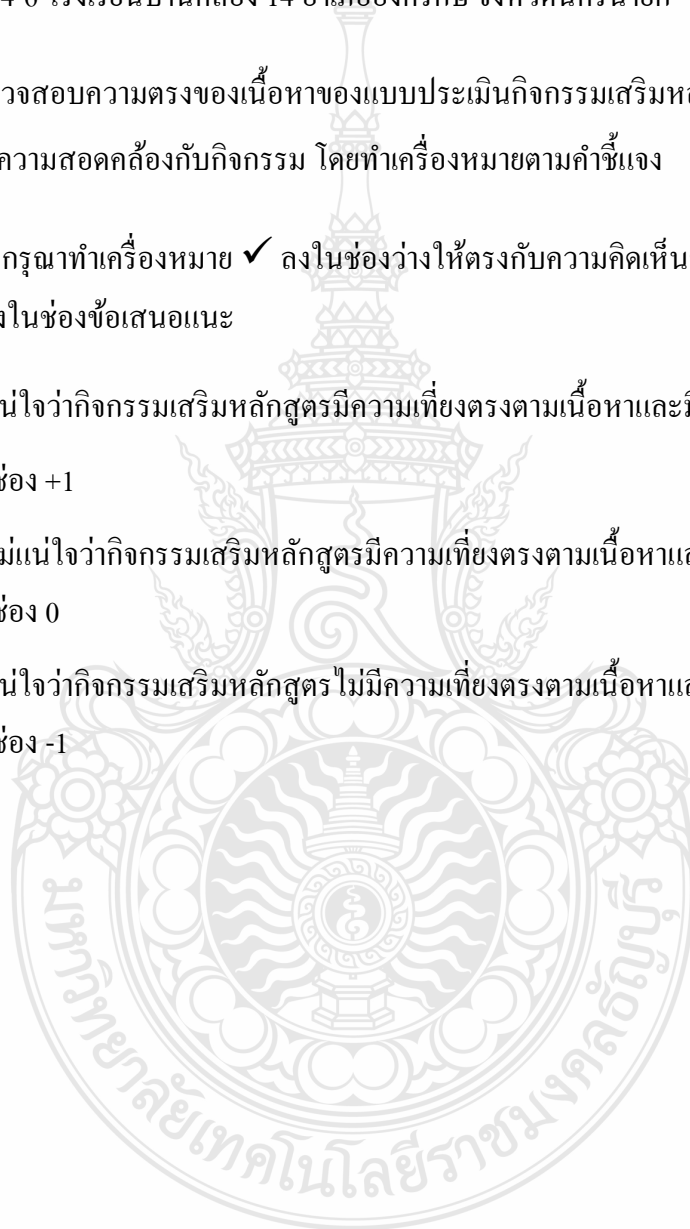 4-6 โรงเรียนบ้านคลอง 14 อำเภอองครักษ์ จังหวัดนครนายก
วจสอบความตรงของเนื้อหาของแบบประเมินกิจกรรมเสริมหล
ความสอดคล้องกับกิจกรรม โดยทำเครื่องหมายตามคำชี้แจง
กรุณาทำเครื่องหมาย ✓ ลงในช่องว่างให้ตรงกับความคิดเห็น
งในช่องข้อเสนอแนะ
น่ใจว่ากิจกรรมเสริมหลักสูตรมีความเที่ยงตรงตามเนื้อหาและมี
ช่อง +1
ม่แน่ใจว่ากิจกรรมเสริมหลักสูตรมีความเที่ยงตรงตามเนื้อหาแล
ช่อง 0
น่ใจว่ากิจกรรมเสริมหลักสูตรไม่มีความเที่ยงตรงตามเนื้อหาแล
ช่อง -1
มหาวิทยาลัยเทคโนโลยีราชมงคลธัญบุรี